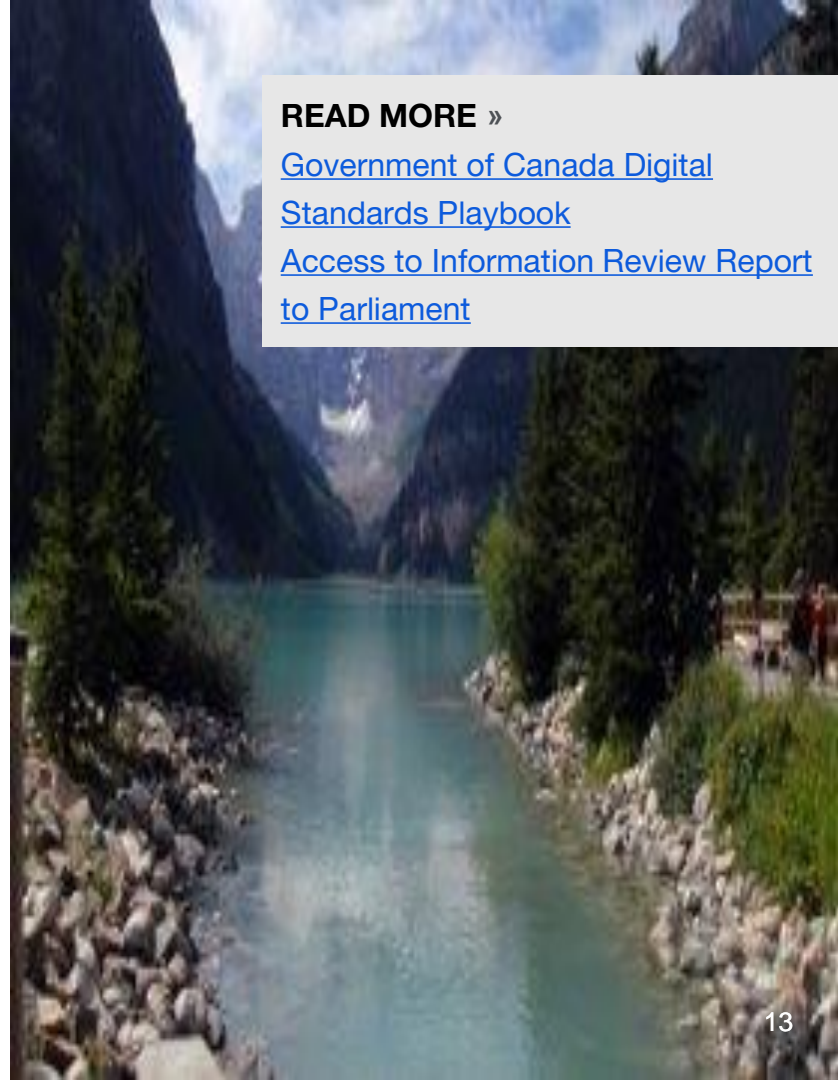 READ MORE »
Government of Canada Digital
Standards Playbook
Access to Information Review Report
to Parliament
13